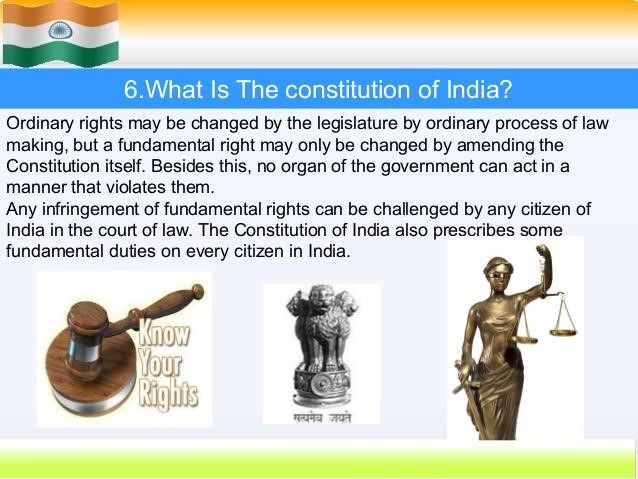 6.What Is The constitution of India?
Ordinary rights may be changed by the legislature by ordinary process of law
making, but a fundamental right may only be changed by amending the
Constitution itself. Besides this, no organ of the government can act in a
manner that violates them.
Any infringement of fundamental rights can be challenged by any citizen of
India in the court of law. The Constitution of India also prescribes some
fundamental duties on every citizen in India.
Know
Your
Rights
सत्यमेव जयते